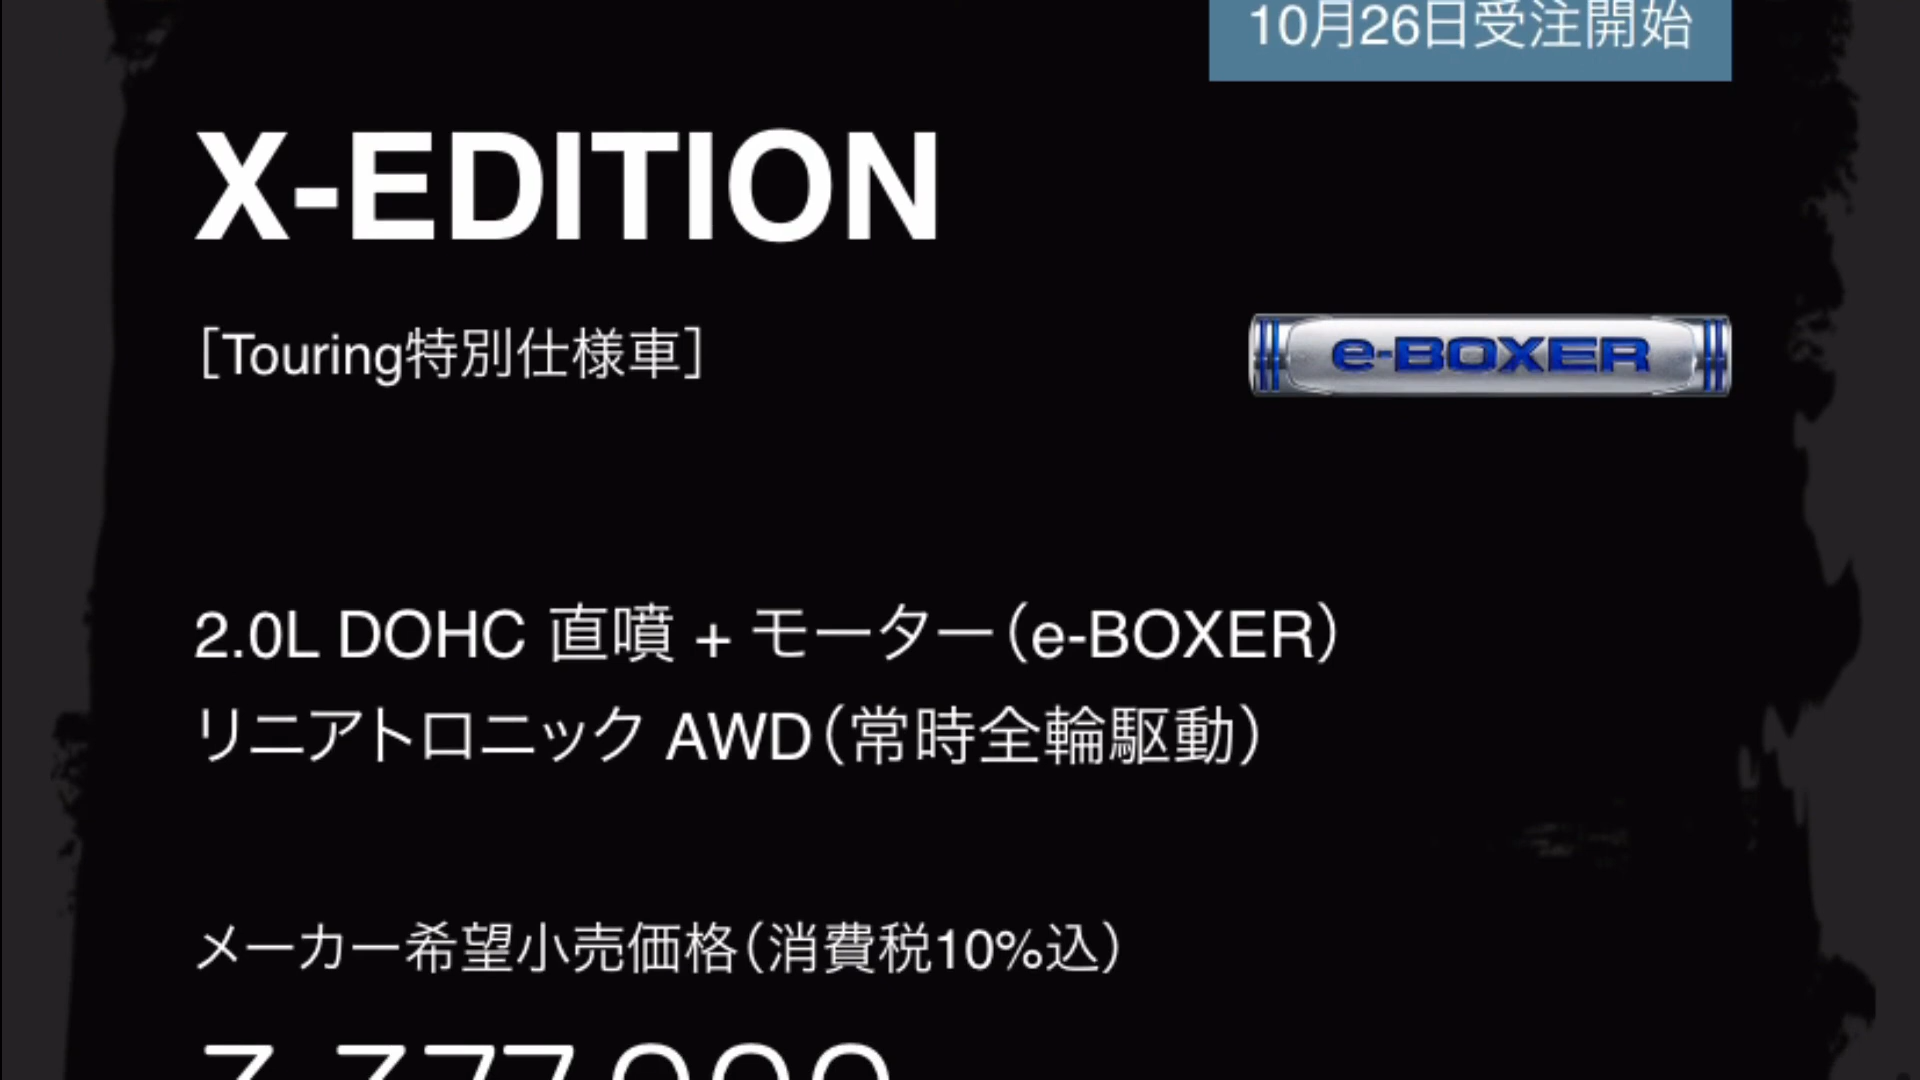 10月26日受注開始
X-EDITION
［Touring特別仕様車］
e-BOXER
2.0L DOHC 直噴 + モーター（e-BOXER）
リニアトロニック AWD（常時全輪駆動）
メーカー希望小売価格（消費税10%込）